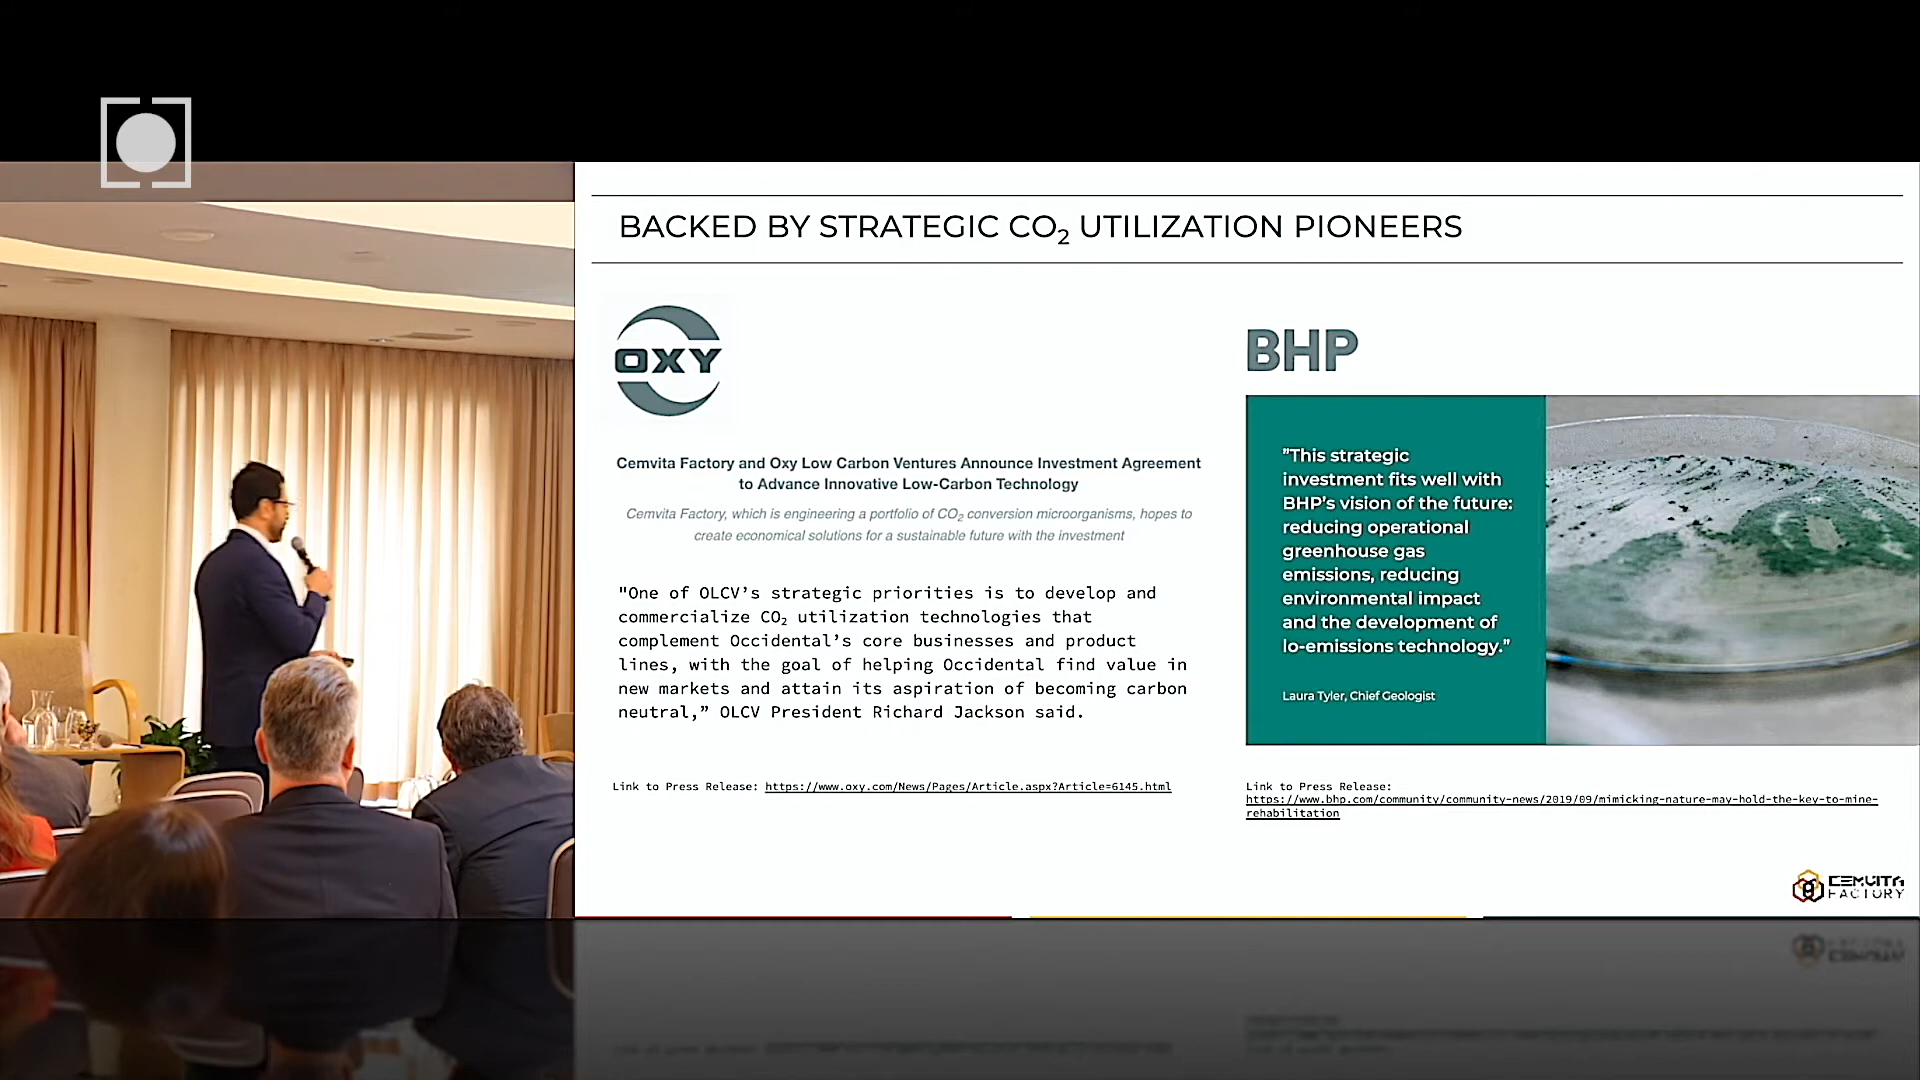 BACKED BY STRATEGIC CO₂ UTILIZATION PIONEERS
OXY
Cemvita Factory and Oxy Low Carbon Ventures Announce Investment Agreement
to Advance Innovative Low-Carbon Technology
Cemvita Factory, which is engineering a portfolio of CO₂ conversion microorganisms, hopes to
create economical solutions for a sustainable future with the investment
"One of OLCV’s strategic priorities is to develop and
commercialize CO₂ utilization technologies that
complement Occidental’s core businesses and product
lines, with the goal of helping Occidental find value in
new markets and attain its aspiration of becoming carbon
neutral,” OLCV President Richard Jackson said.
Link to Press Release: https://www.oxy.com/News/Pages/Article.aspx?Article=6145.html
BHP
"This strategic
investment fits well with
BHP’s vision of the future:
reducing operational
greenhouse gas
emissions, reducing
environmental impact
and the development of
lo-emissions technology."
Laura Tyler, Chief Geologist
Link to Press Release:
https://www.bhp.com/community/community-news/2019/09/mimicking-nature-may-hold-the-key-to-mine-
rehabilitation
CEMVITA
FACTORY